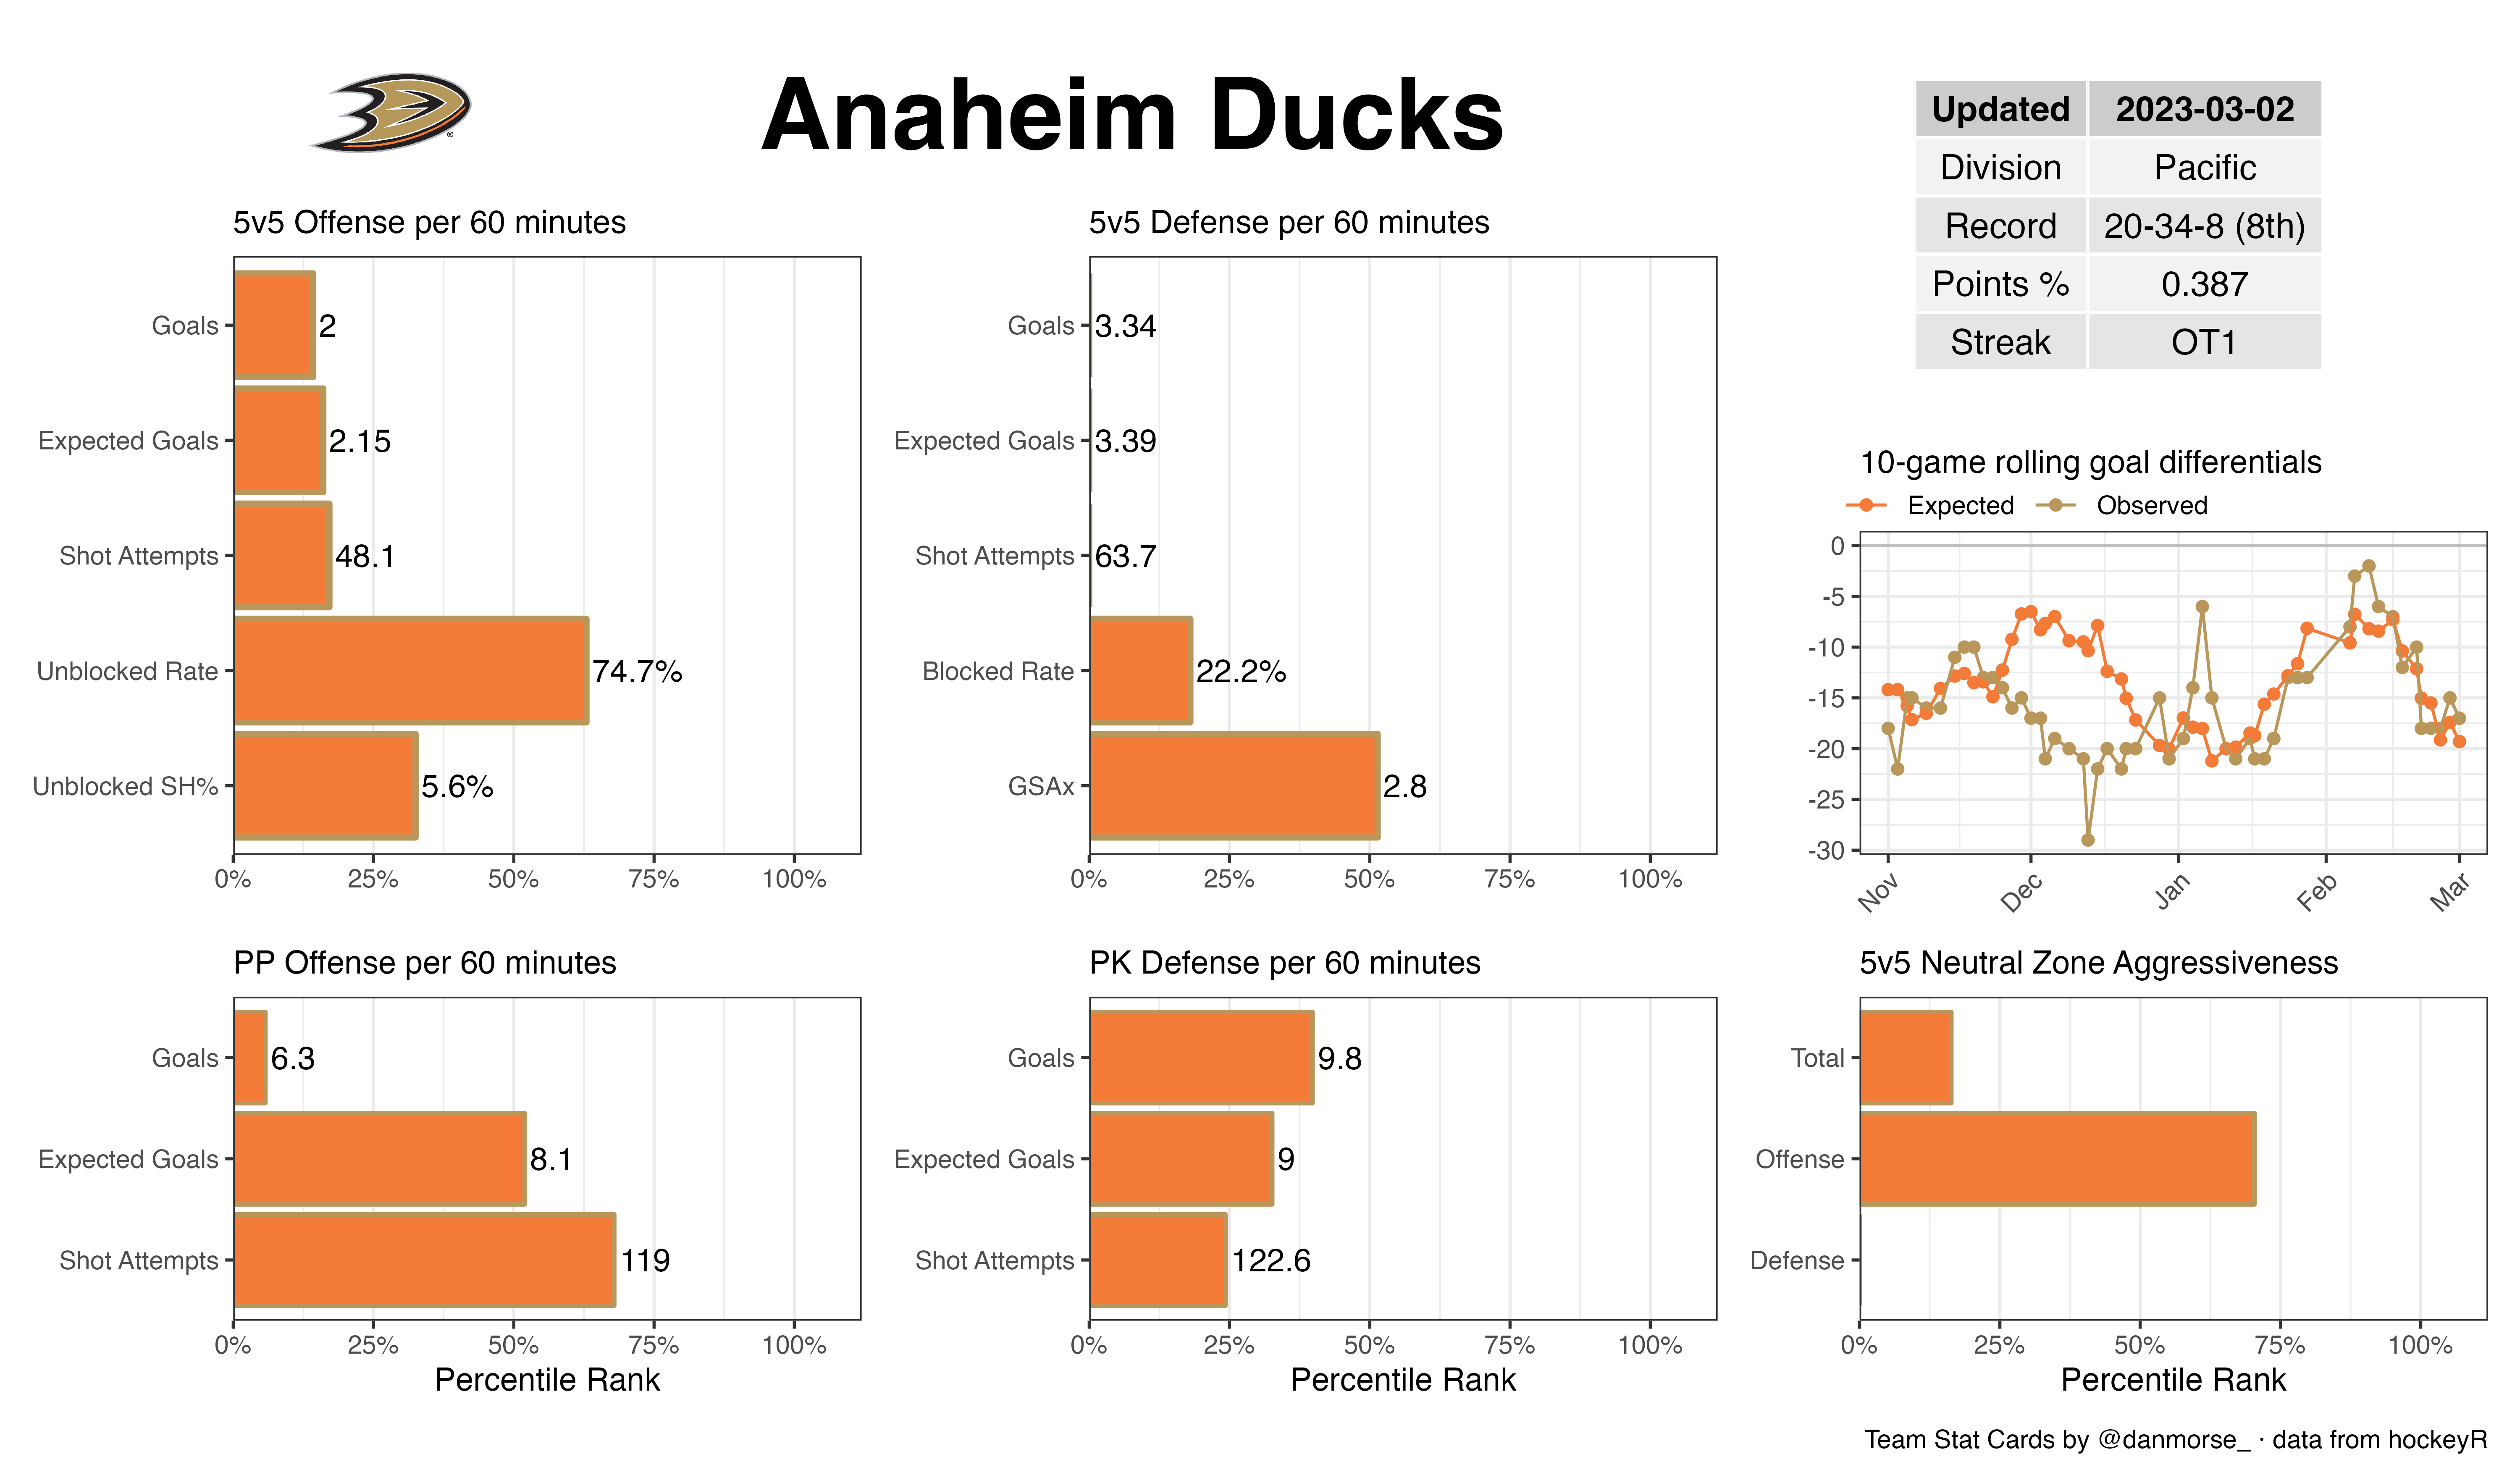 Anaheim Ducks
Updated 2023-03-02
Division Pacific
Record 20-34-8 (8th)
Points % 0.387
Streak OT1
5v5 Offense per 60 minutes
Goals 2
Expected Goals 2.15
Shot Attempts 48.1
Unblocked Rate 74.7%
Unblocked SH% 5.6%
0% 25% 50% 75% 100%
5v5 Defense per 60 minutes
Goals 3.34
Expected Goals 3.39
Shot Attempts 63.7
Blocked Rate 22.2%
GSAx 2.8
0% 25% 50% 75% 100%
10-game rolling goal differentials
Expected Observed
0
-5
-10
-15
-20
-25
-30
Nov Dec Jan Feb Mar
PP Offense per 60 minutes
Goals 6.3
Expected Goals 8.1
Shot Attempts 119
0% 25% 50% 75% 100%
Percentile Rank
PK Defense per 60 minutes
Goals 9.8
Expected Goals 9
Shot Attempts 122.6
0% 25% 50% 75% 100%
Percentile Rank
5v5 Neutral Zone Aggressiveness
Total
Offense
Defense
0% 25% 50% 75% 100%
Percentile Rank
Team Stat Cards by @danmorse_ · data from hockeyR